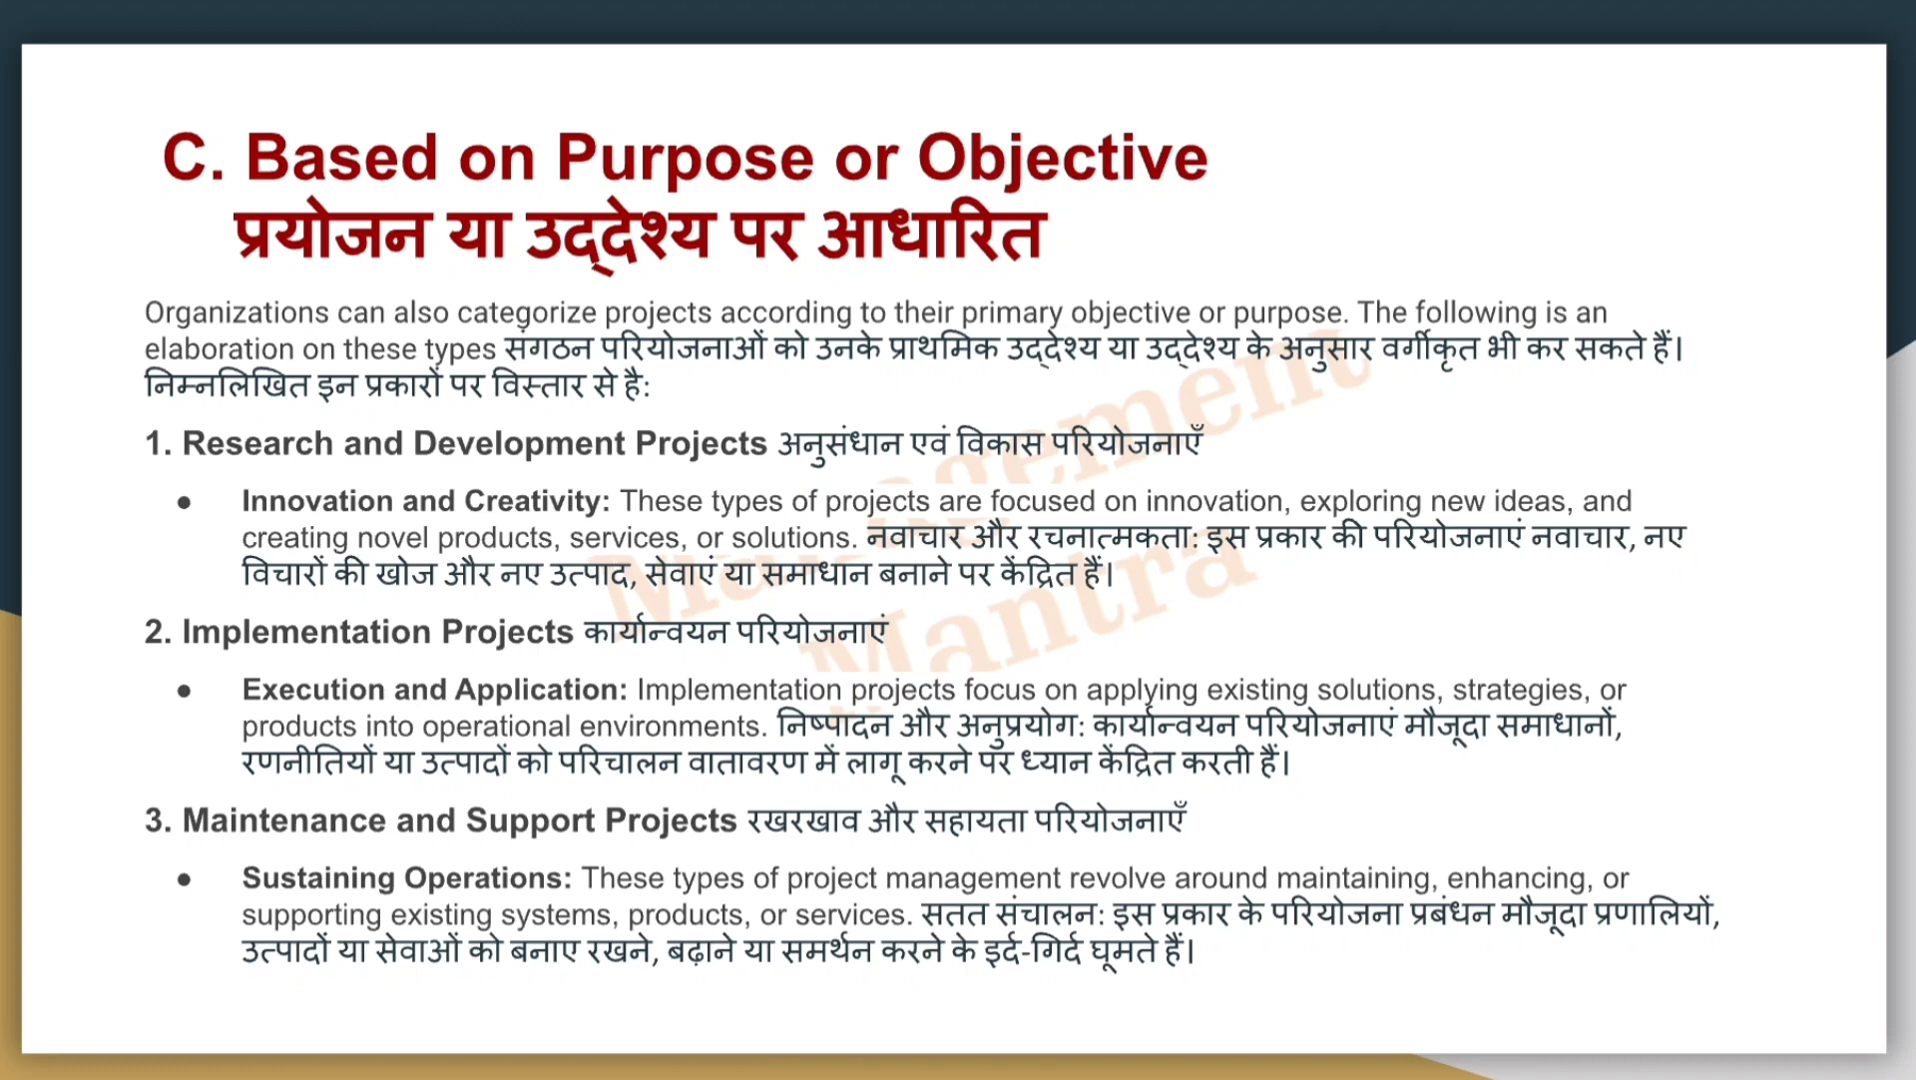 C. Based on Purpose or Objective
प्रयोजन या उद्देश्य पर आधारित
Organizations can also categorize projects according to their primary objective or purpose. The following is an
elaboration on these types संगठन परियोजनाओं को उनके प्राथमिक उद्देश्य या उद्देश्य के अनुसार वर्गीकृत भी कर सकते हैं।
निम्नलिखित इन प्रकारों पर विस्तार से है:
1. Research and Development Projects अनुसंधान एवं विकास परियोजनाएँ
● Innovation and Creativity: These types of projects are focused on innovation, exploring new ideas, and
creating novel products, services, or solutions. नवाचार और रचनात्मकता: इस प्रकार की परियोजनाएं नवाचार, नए
विचारों की खोज और नए उत्पाद, सेवाएं या समाधान बनाने पर केंद्रित हैं।
2. Implementation Projects कार्यान्वयन परियोजनाएं
● Execution and Application: Implementation projects focus on applying existing solutions, strategies, or
products into operational environments. निष्पादन और अनुप्रयोग: कार्यान्वयन परियोजनाएं मौजूदा समाधानों,
रणनीतियों या उत्पादों को परिचालन वातावरण में लागू करने पर ध्यान केंद्रित करती हैं।
3. Maintenance and Support Projects रखरखाव और सहायता परियोजनाएँ
● Sustaining Operations: These types of project management revolve around maintaining, enhancing, or
supporting existing systems, products, or services. सतत संचालन: इस प्रकार के परियोजना प्रबंधन मौजूदा प्रणालियों,
उत्पादों या सेवाओं को बनाए रखने, बढ़ाने या समर्थन करने के इर्द-गिर्द घूमते हैं।
Management
Mantra